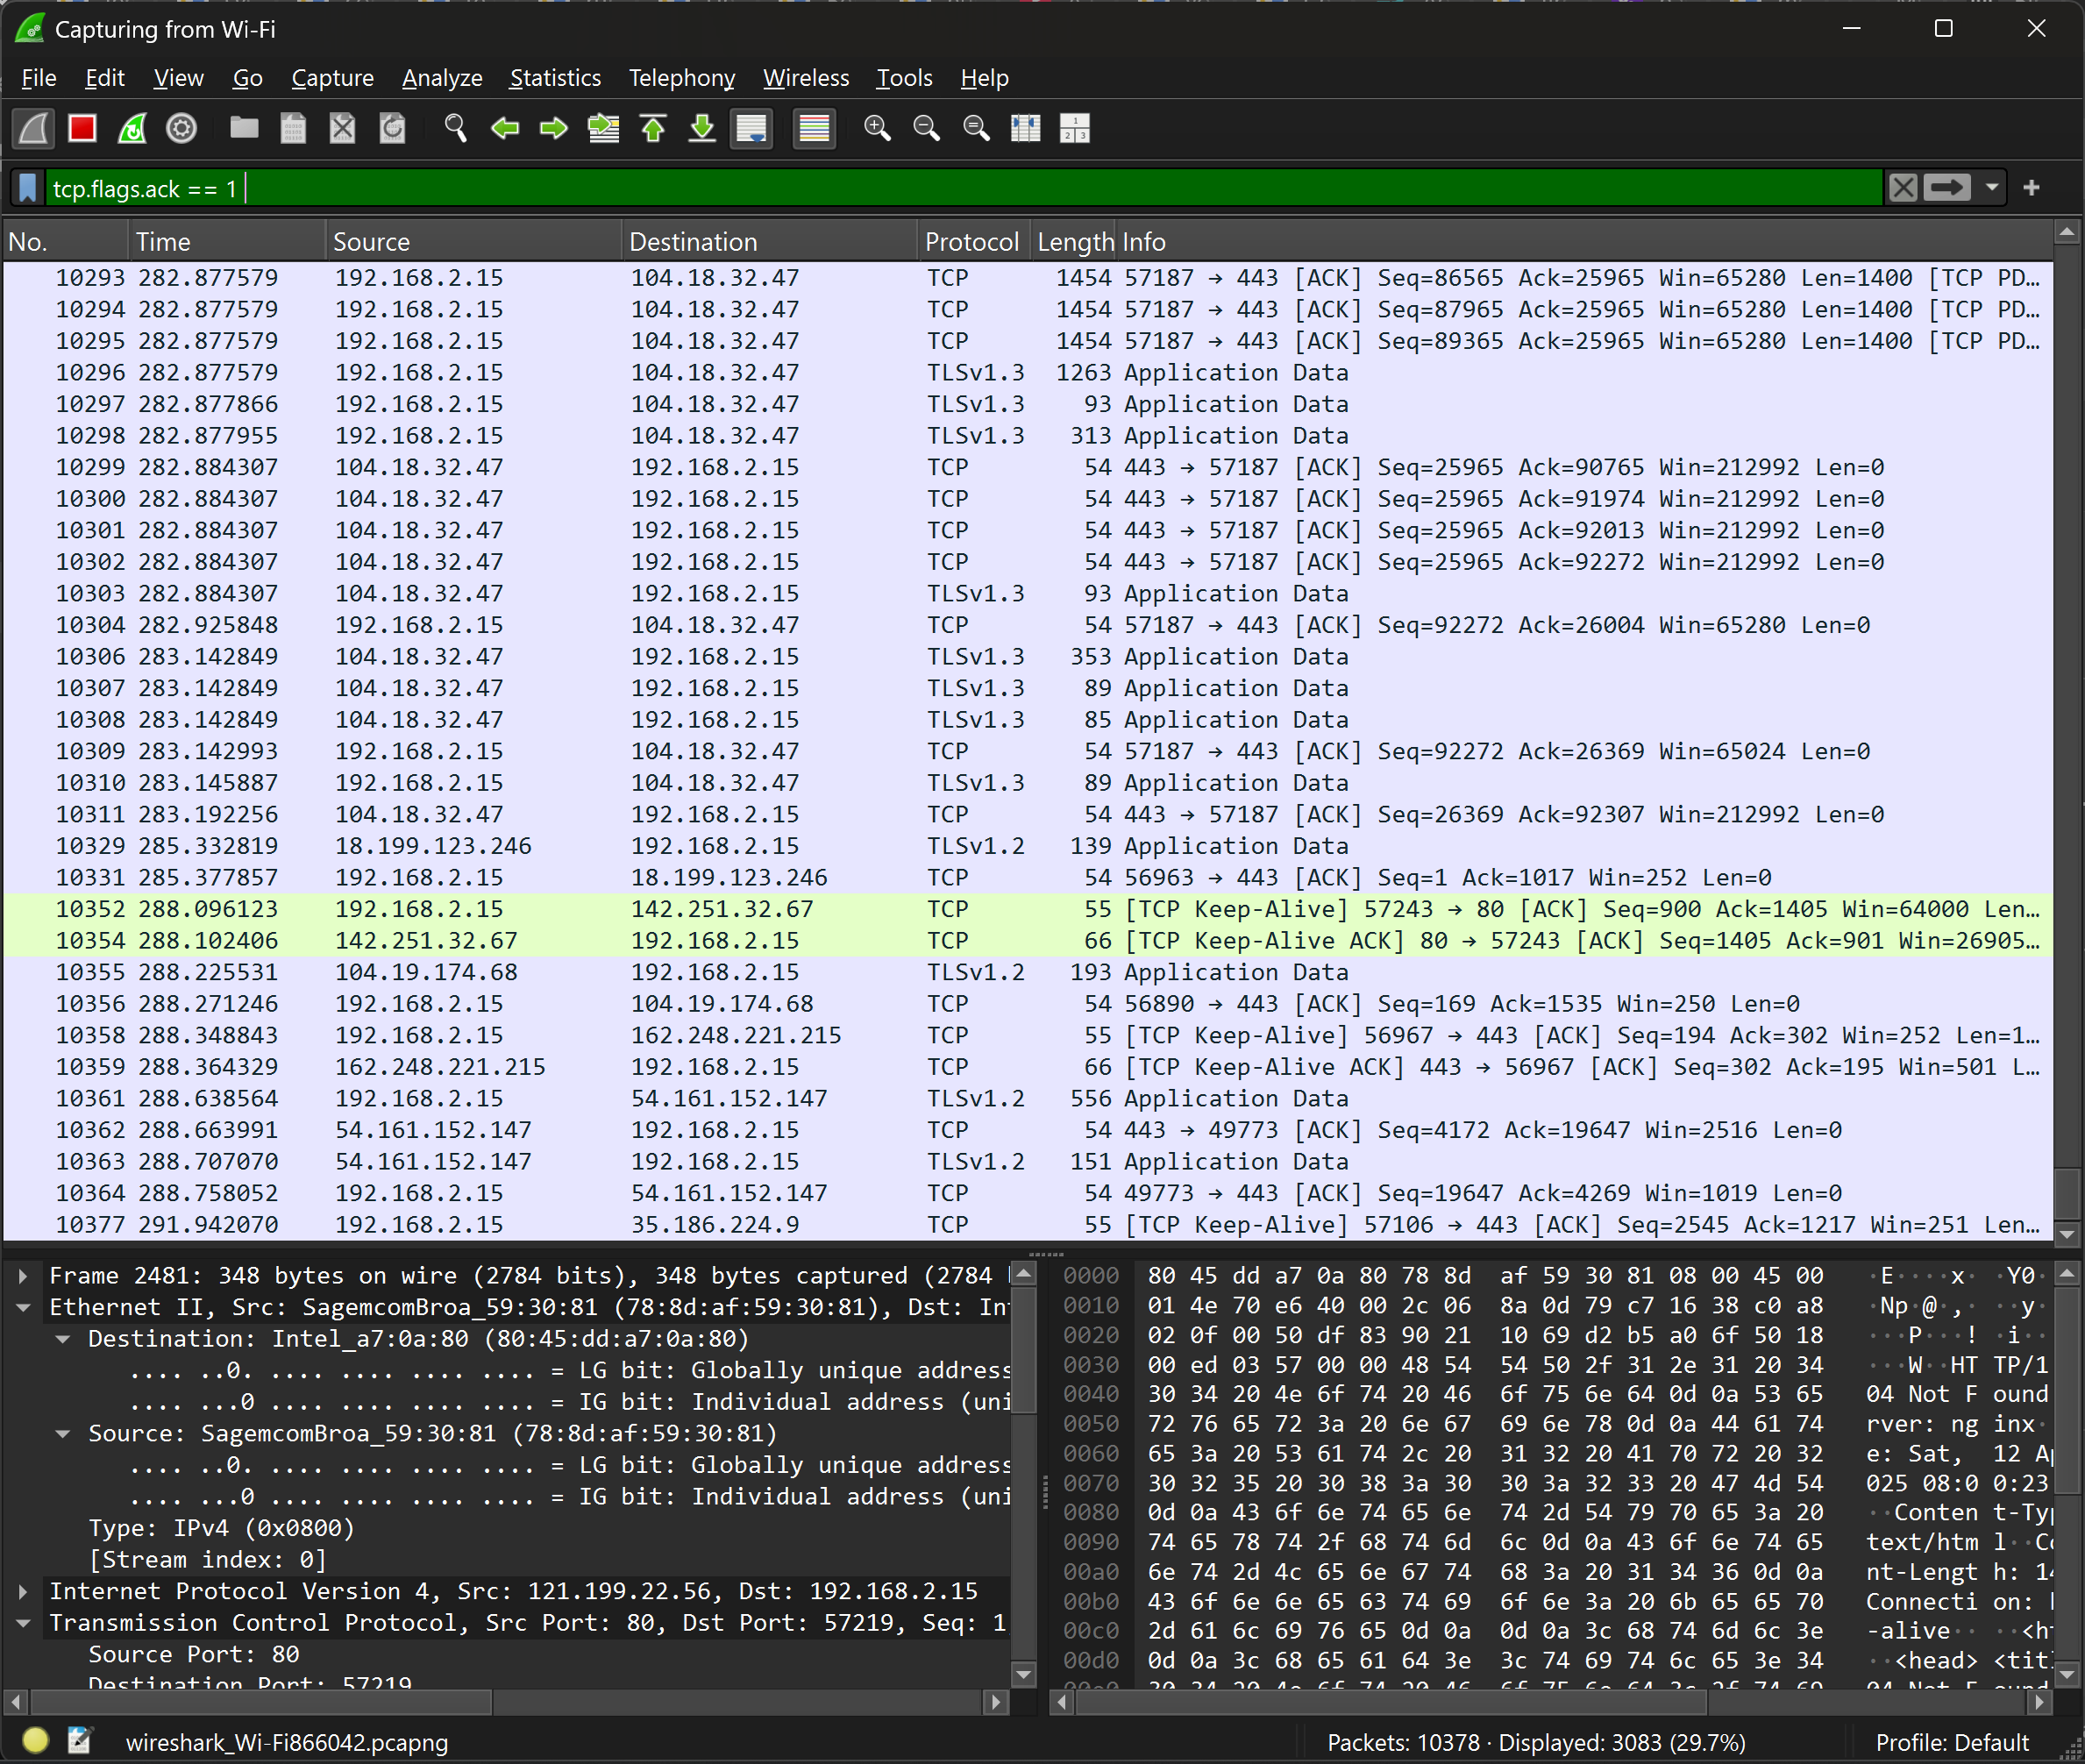 Capturing from Wi-Fi
File Edit View Go Capture Analyze Statistics Telephony Wireless Tools Help
tcp.flags.ack == 1
No. Time Source Destination Protocol Length Info
10293 282.877579 192.168.2.15 104.18.32.47 TCP 1454 57187 → 443 [ACK] Seq=86565 Ack=25965 Win=65280 Len=1400 [TCP PD…
10294 282.877579 192.168.2.15 104.18.32.47 TCP 1454 57187 → 443 [ACK] Seq=87965 Ack=25965 Win=65280 Len=1400 [TCP PD…
10295 282.877579 192.168.2.15 104.18.32.47 TCP 1454 57187 → 443 [ACK] Seq=89365 Ack=25965 Win=65280 Len=1400 [TCP PD…
10296 282.877579 192.168.2.15 104.18.32.47 TLSv1.3 1263 Application Data
10297 282.877866 192.168.2.15 104.18.32.47 TLSv1.3 93 Application Data
10298 282.877955 192.168.2.15 104.18.32.47 TLSv1.3 313 Application Data
10299 282.884307 104.18.32.47 192.168.2.15 TCP 54 443 → 57187 [ACK] Seq=25965 Ack=90765 Win=212992 Len=0
10300 282.884307 104.18.32.47 192.168.2.15 TCP 54 443 → 57187 [ACK] Seq=25965 Ack=91974 Win=212992 Len=0
10301 282.884307 104.18.32.47 192.168.2.15 TCP 54 443 → 57187 [ACK] Seq=25965 Ack=92013 Win=212992 Len=0
10302 282.884307 104.18.32.47 192.168.2.15 TCP 54 443 → 57187 [ACK] Seq=25965 Ack=92272 Win=212992 Len=0
10303 282.884307 104.18.32.47 192.168.2.15 TLSv1.3 93 Application Data
10304 282.925848 192.168.2.15 104.18.32.47 TCP 54 57187 → 443 [ACK] Seq=92272 Ack=26004 Win=65280 Len=0
10306 283.142849 104.18.32.47 192.168.2.15 TLSv1.3 353 Application Data
10307 283.142849 104.18.32.47 192.168.2.15 TLSv1.3 89 Application Data
10308 283.142849 104.18.32.47 192.168.2.15 TLSv1.3 85 Application Data
10309 283.142993 192.168.2.15 104.18.32.47 TCP 54 57187 → 443 [ACK] Seq=92272 Ack=26369 Win=65024 Len=0
10310 283.145887 192.168.2.15 104.18.32.47 TLSv1.3 89 Application Data
10311 283.192256 104.18.32.47 192.168.2.15 TCP 54 443 → 57187 [ACK] Seq=26369 Ack=92307 Win=212992 Len=0
10329 285.332819 18.199.123.246 192.168.2.15 TLSv1.2 139 Application Data
10331 285.377857 192.168.2.15 18.199.123.246 TCP 54 56963 → 443 [ACK] Seq=1 Ack=1017 Win=252 Len=0
10352 288.096123 192.168.2.15 142.251.32.67 TCP 55 [TCP Keep-Alive] 57243 → 80 [ACK] Seq=900 Ack=1405 Win=64000 Len…
10354 288.102406 142.251.32.67 192.168.2.15 TCP 66 [TCP Keep-Alive ACK] 80 → 57243 [ACK] Seq=1405 Ack=901 Win=26905…
10355 288.225531 104.19.174.68 192.168.2.15 TLSv1.2 193 Application Data
10356 288.271246 192.168.2.15 104.19.174.68 TCP 54 56890 → 443 [ACK] Seq=169 Ack=1535 Win=250 Len=0
10358 288.348843 192.168.2.15 162.248.221.215 TCP 55 [TCP Keep-Alive] 56967 → 443 [ACK] Seq=194 Ack=302 Win=252 Len=1…
10359 288.364329 162.248.221.215 192.168.2.15 TCP 66 [TCP Keep-Alive ACK] 443 → 56967 [ACK] Seq=302 Ack=195 Win=501 L…
10361 288.638564 192.168.2.15 54.161.152.147 TLSv1.2 556 Application Data
10362 288.663991 54.161.152.147 192.168.2.15 TCP 54 443 → 49773 [ACK] Seq=4172 Ack=19647 Win=2516 Len=0
10363 288.707070 54.161.152.147 192.168.2.15 TLSv1.2 151 Application Data
10364 288.758052 192.168.2.15 54.161.152.147 TCP 54 49773 → 443 [ACK] Seq=19647 Ack=4269 Win=1019 Len=0
10377 291.942070 192.168.2.15 35.186.224.9 TCP 55 [TCP Keep-Alive] 57106 → 443 [ACK] Seq=2545 Ack=1217 Win=251 Len…
Frame 2481: 348 bytes on wire (2784 bits), 348 bytes captured (2784
Ethernet II, Src: SagemcomBroa_59:30:81 (78:8d:af:59:30:81), Dst: In
Destination: Intel_a7:0a:80 (80:45:dd:a7:0a:80)
.... ..0. .... .... .... .... = LG bit: Globally unique address
.... ...0 .... .... .... .... = IG bit: Individual address (uni
Source: SagemcomBroa_59:30:81 (78:8d:af:59:30:81)
.... ..0. .... .... .... .... = LG bit: Globally unique address
.... ...0 .... .... .... .... = IG bit: Individual address (uni
Type: IPv4 (0x0800)
[Stream index: 0]
Internet Protocol Version 4, Src: 121.199.22.56, Dst: 192.168.2.15
Transmission Control Protocol, Src Port: 80, Dst Port: 57219, Seq: 1
Source Port: 80
Destination Port: 57219
0000 80 45 dd a7 0a 80 78 8d af 59 30 81 08 00 45 00 ·E····x· ·Y0·
0010 01 4e 70 e6 40 00 2c 06 8a 0d 79 c7 16 38 c0 a8 ·Np·@·,· ··y·
0020 02 0f 00 50 df 83 90 21 10 69 d2 b5 a0 6f 50 18 ···P···! ·i··
0030 00 ed 03 57 00 00 48 54 54 50 2f 31 2e 31 20 34 ···W··HT TP/1
0040 30 34 20 4e 6f 74 20 46 6f 75 6e 64 0d 0a 53 65 04 Not F ound
0050 72 76 65 72 3a 20 6e 67 69 6e 78 0d 0a 44 61 74 rver: ng inx·
0060 65 3a 20 53 61 74 2c 20 31 32 20 41 70 72 20 32 e: Sat, 12 A
0070 30 32 35 20 30 38 3a 30 30 3a 32 33 20 47 4d 54 025 08:0 0:23
0080 0d 0a 43 6f 6e 74 65 6e 74 2d 54 79 70 65 3a 20 ··Conten t-Ty
0090 74 65 78 74 2f 68 74 6d 6c 0d 0a 43 6f 6e 74 65 text/htm l··C
00a0 6e 74 2d 4c 65 6e 67 74 68 3a 20 31 34 36 0d 0a nt-Lengt h: 14
00b0 43 6f 6e 6e 65 63 74 69 6f 6e 3a 20 6b 65 65 70 Connecti on:
00c0 2d 61 6c 69 76 65 0d 0a 0d 0a 3c 68 74 6d 6c 3e -alive·· ··<h
00d0 0d 0a 3c 68 65 61 64 3e 3c 74 69 74 6c 65 3e 34 ··<head> <tit
wireshark_Wi-Fi866042.pcapng
Packets: 10378 · Displayed: 3083 (29.7%)
Profile: Default